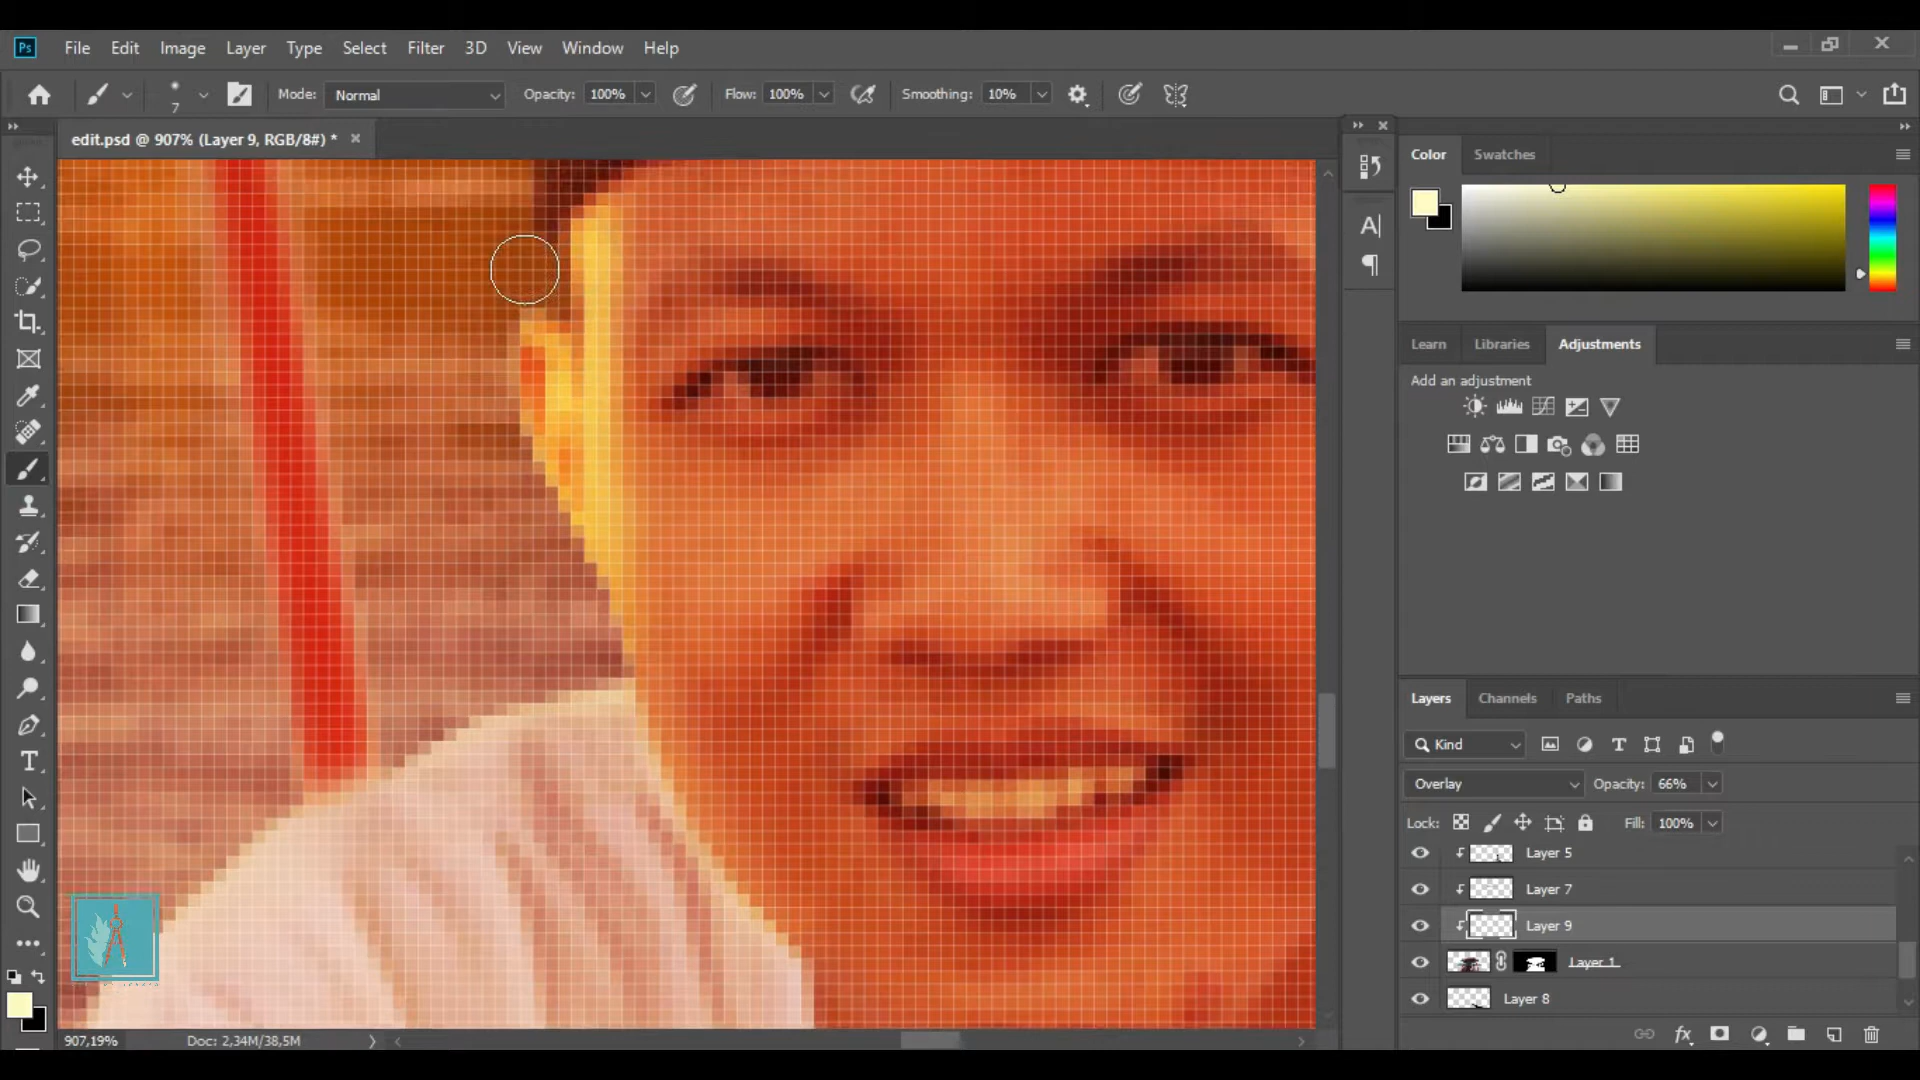 Ps File Edit Image Layer Type Select Filter 3D View Window Help
7 Mode: Normal Opacity: 100% Flow: 100% Smoothing: 10%
edit.psd @ 907% (Layer 9, RGB/8#) *
Color Swatches
Learn Libraries Adjustments
Add an adjustment
Layers Channels Paths
Kind
Overlay Opacity: 66%
Lock: Fill: 100%
Layer 5
Layer 7
Layer 9
Layer 1
Layer 8
907,19% Doc: 2,34M/38,5M